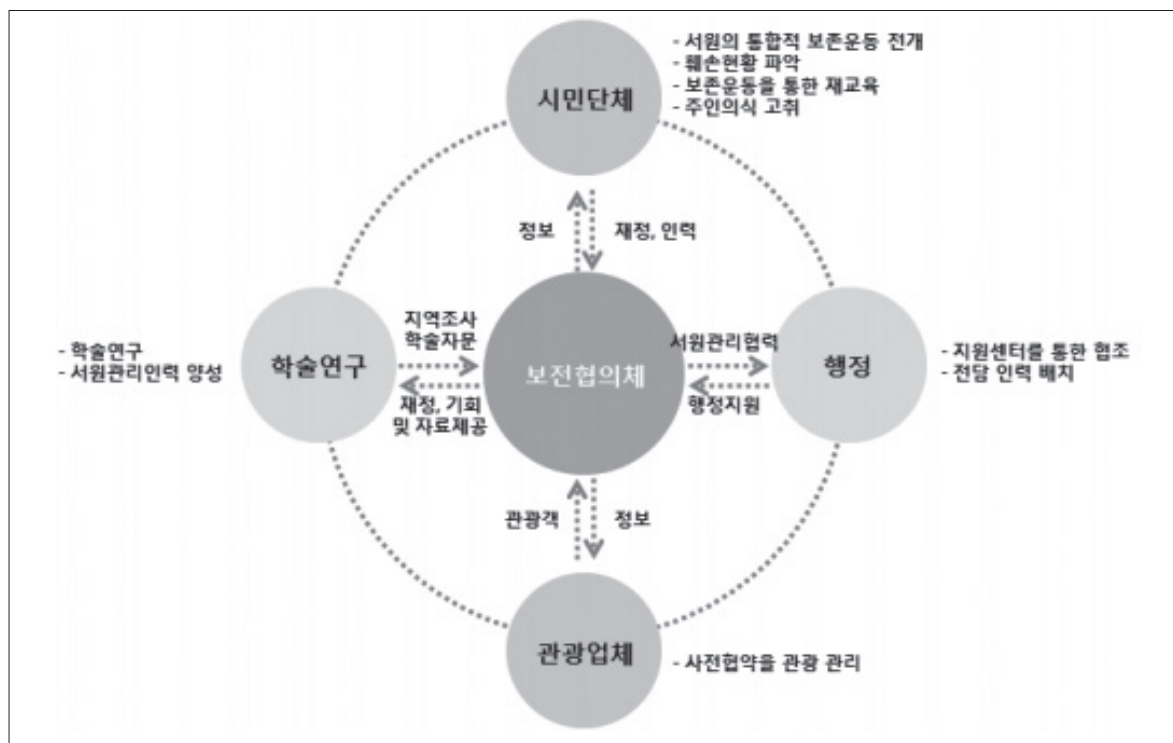 시민단체
- 서원의 통합적 보존운동 전개
- 훼손현황 파악
- 보존운동을 통한 재교육
- 주인의식 고취
정보
재정, 인력
학술연구
- 학술연구
- 서원관리인력 양성
지역조사
학술자문
재정, 기회
및 자료제공
보전협의체
서원관리협력
행정지원
행정
- 지원센터를 통한 협조
- 전담 인력 배치
관광객
정보
관광업체
- 사전협약을 관광 관리